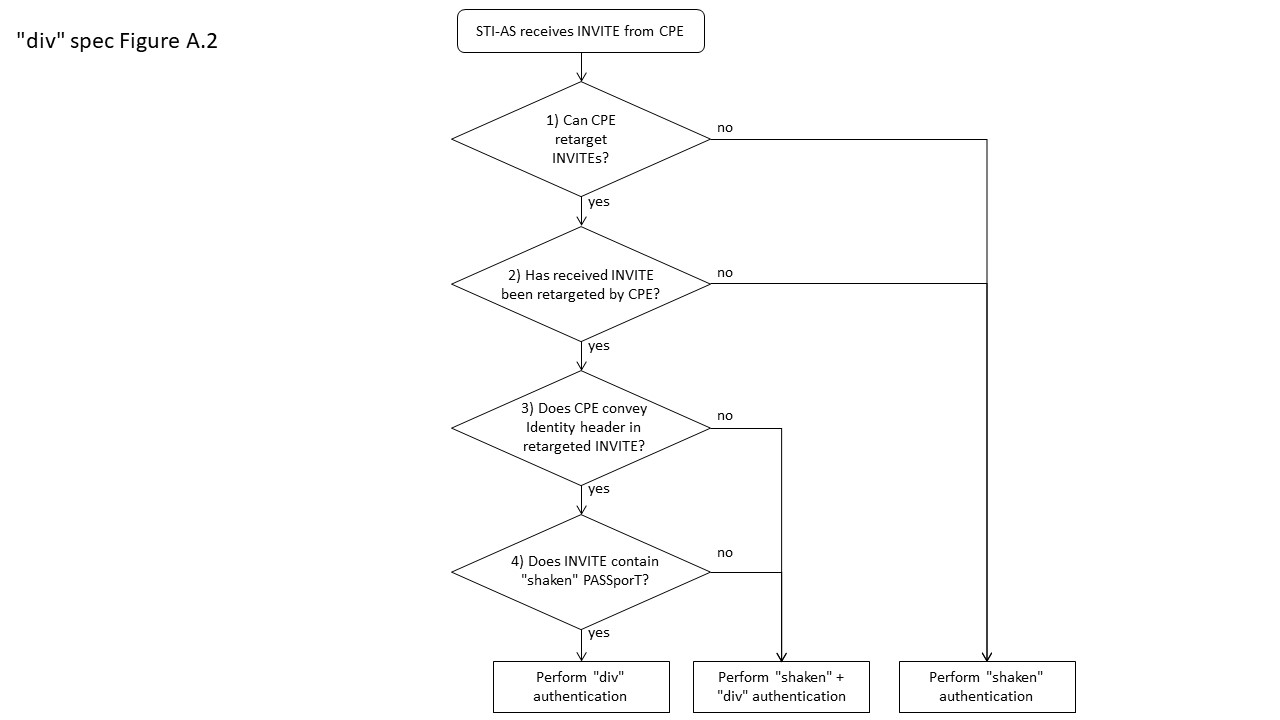 "div" spec Figure A.2
STI-AS receives INVITE from CPE
1) Can CPE
retarget
INVITEs?
no
yes
2) Has received INVITE
been retargeted by CPE?
no
yes
3) Does CPE convey
Identity header in
retargeted INVITE?
no
yes
4) Does INVITE contain
"shaken" PASSporT?
no
yes
Perform "div"
authentication
Perform "shaken" +
"div" authentication
Perform "shaken"
authentication